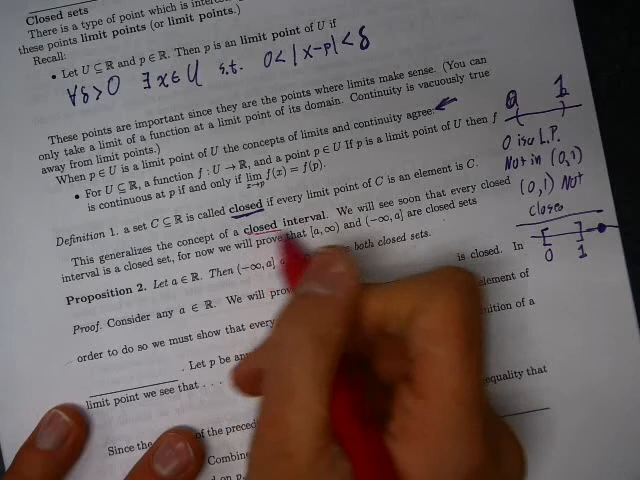 Closed sets
There is a type of point which is
these points limit points (or limit points.)
Recall:
• Let U ⊆ ℝ and p ∈ ℝ. Then p is an limit point of U if
∀δ>0 ∃ x∈U s.t. 0<|x-p|<δ
These points are important since they are the points where limits make sense. (You can
only take a limit of a function at a limit point of its domain. Continuity is vacuously true
away from limit points.)
When p ∈ U is a limit point of U the concepts of limits and continuity agree:
• For U ⊆ ℝ, a function f : U → ℝ, and a point p ∈ U If p is a limit point of U then f
is continuous at p if and only if lim x→p f(x) = f(p).
Definition 1. a set C ⊆ ℝ is called closed if every limit point of C is an element of C.
This generalizes the concept of a closed interval. We will see soon that every closed
interval is a closed set, for now we will prove that [a, ∞) and (−∞, a] are closed sets
Proposition 2. Let a ∈ ℝ. Then (−∞, a] both closed sets.
Proof. Consider any a ∈ ℝ. We will prov is closed. In
order to do so we must show that every element of
. Let p be an nition of a
limit point we see that . . . equality that
Since the of the preced
Combine
0 1
0 is a L.P.
Not in (0,1)
(0,1) Not
closed
0 1